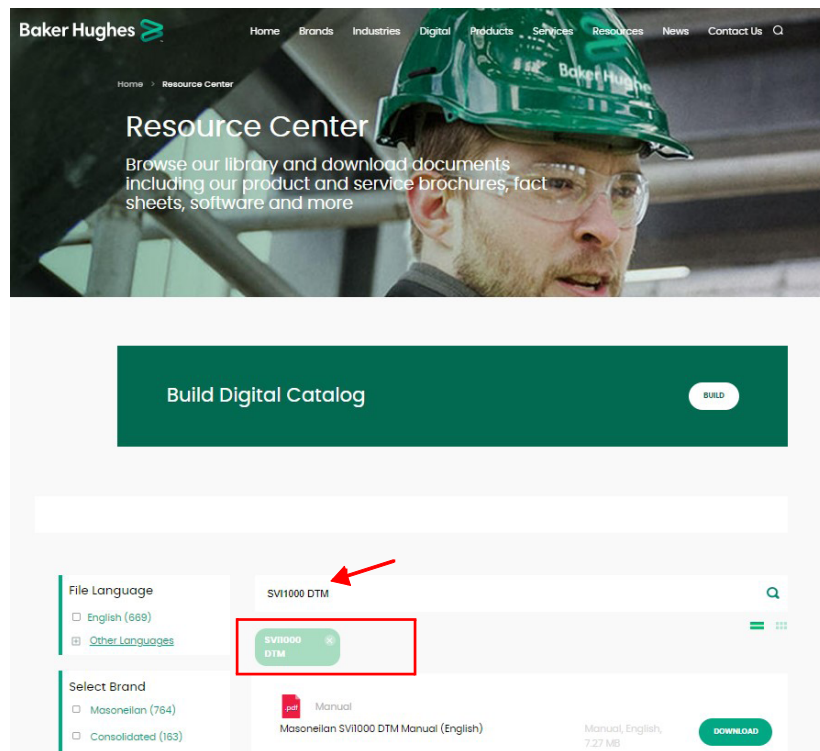 Baker Hughes
Home Brands Industries Digital Products Services Resources News Contact Us
Home > Resource Center
Baker Hughes
Resource Center
Browse our library and download documents
including our product and service brochures, fact
sheets, software and more
Build Digital Catalog
BUILD
File Language
English (669)
Other Languages
SVI1000 DTM
SVI1000
DTM
Select Brand
Masoneilan (764)
Consolidated (163)
.pdf
Manual
Masoneilan SVi1000 DTM Manual (English)
Manual, English,
7.27 MB
DOWNLOAD